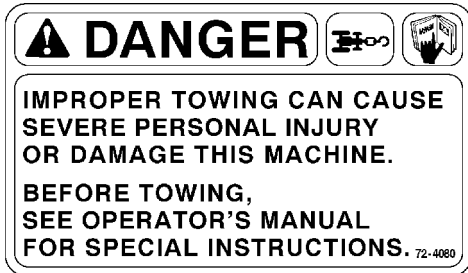 DANGER
IMPROPER TOWING CAN CAUSE
SEVERE PERSONAL INJURY
OR DAMAGE THIS MACHINE.
BEFORE TOWING,
SEE OPERATOR'S MANUAL
FOR SPECIAL INSTRUCTIONS. 72-4080